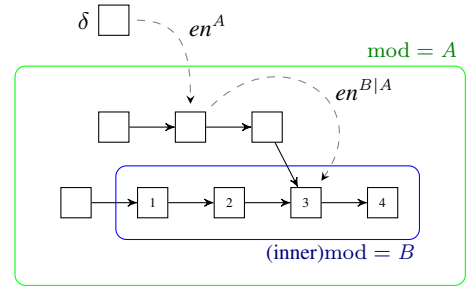 δ
en^A
mod = A
en^{B|A}
1 2 3 4
(inner)mod = B